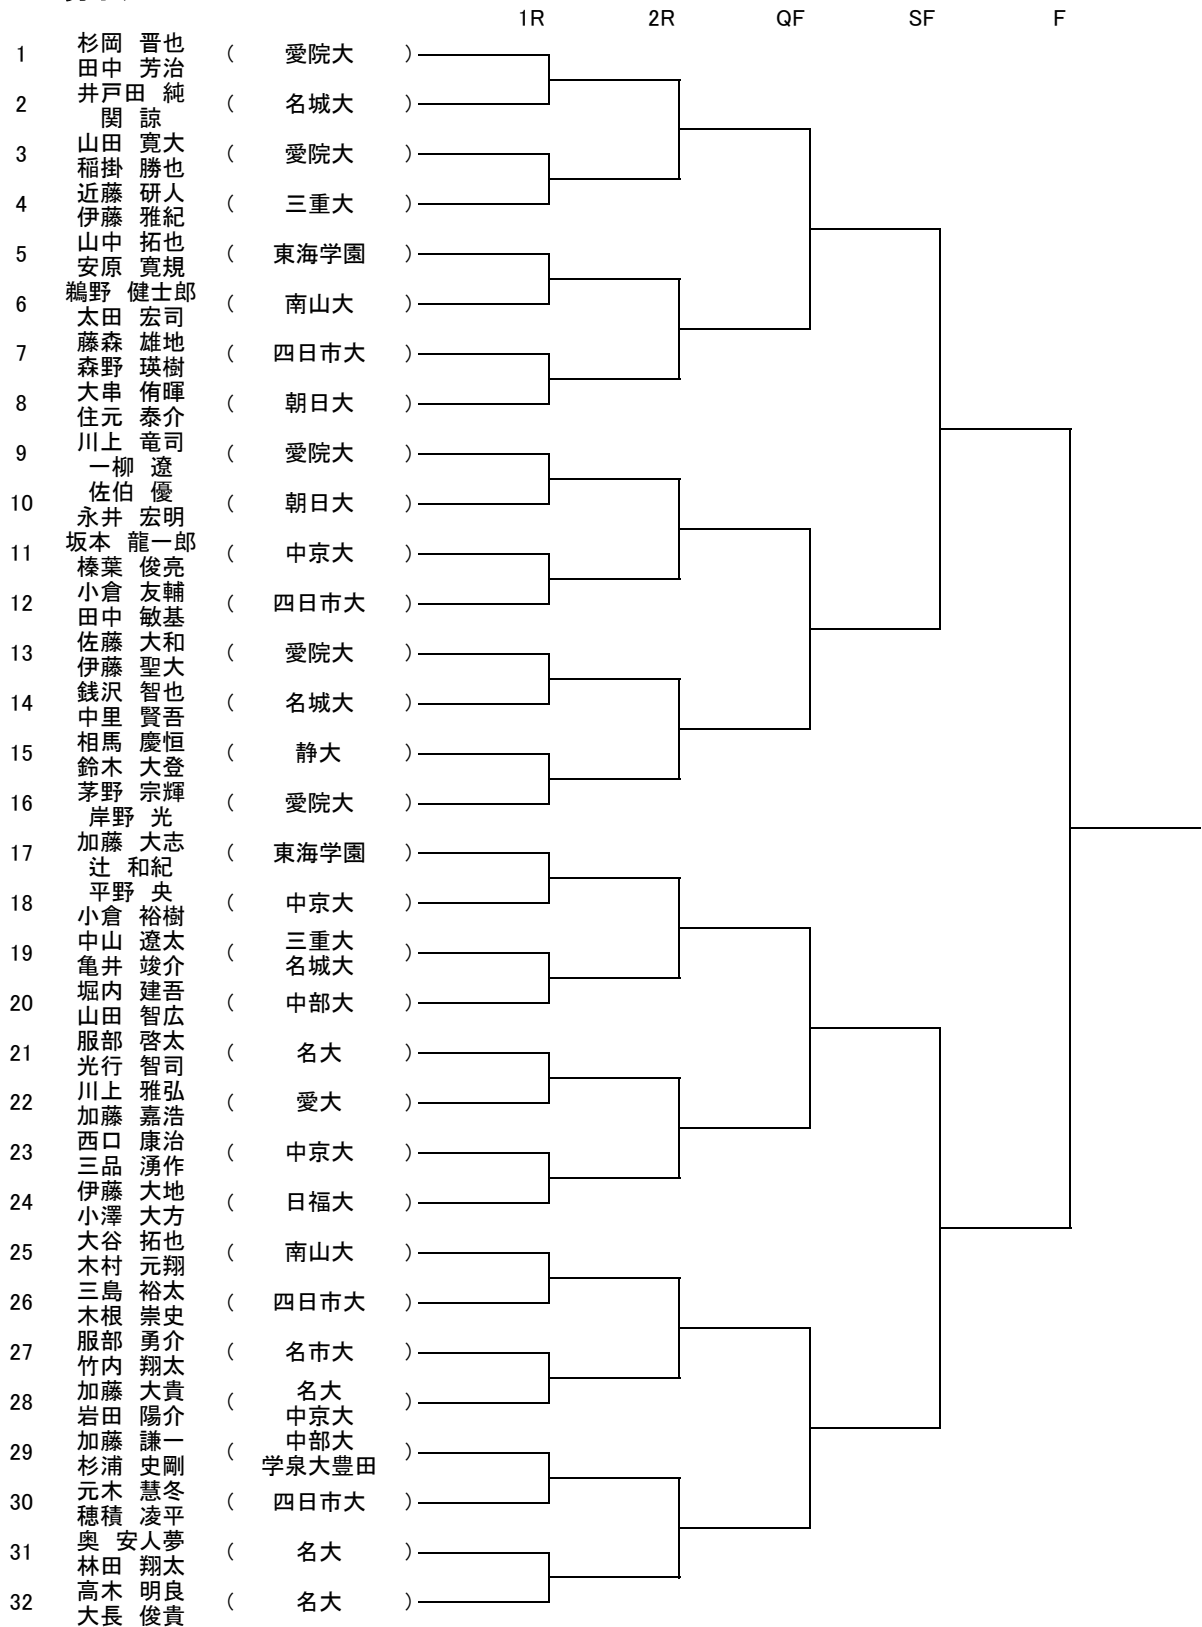 1R 2R QF SF F
杉岡 晋也
1 ( 愛院大 )
田中 芳治
井戸田 純
2 ( 名城大 )
関 諒
山田 寛大
3 ( 愛院大 )
稲掛 勝也
近藤 研人
4 ( 三重大 )
伊藤 雅紀
山中 拓也
5 ( 東海学園 )
安原 寛規
鵜野 健士郎
6 ( 南山大 )
太田 宏司
藤森 雄地
7 ( 四日市大 )
森野 瑛樹
大串 侑暉
8 ( 朝日大 )
住元 泰介
川上 竜司
9 ( 愛院大 )
一柳 遼
佐伯 優
10 ( 朝日大 )
永井 宏明
坂本 龍一郎
11 ( 中京大 )
榛葉 俊亮
小倉 友輔
12 ( 四日市大 )
田中 敏基
佐藤 大和
13 ( 愛院大 )
伊藤 聖大
銭沢 智也
14 ( 名城大 )
中里 賢吾
相馬 慶恒
15 ( 静大 )
鈴木 大登
茅野 宗輝
16 ( 愛院大 )
岸野 光
加藤 大志
17 ( 東海学園 )
辻 和紀
平野 央
18 ( 中京大 )
小倉 裕樹
中山 遼太 三重大
19 ( )
亀井 竣介 名城大
堀内 建吾
20 ( 中部大 )
山田 智広
服部 啓太
21 ( 名大 )
光行 智司
川上 雅弘
22 ( 愛大 )
加藤 嘉浩
西口 康治
23 ( 中京大 )
三品 湧作
伊藤 大地
24 ( 日福大 )
小澤 大方
大谷 拓也
25 ( 南山大 )
木村 元翔
三島 裕太
26 ( 四日市大 )
木根 崇史
服部 勇介
27 ( 名市大 )
竹内 翔太
加藤 大貴 名大
28 ( )
岩田 陽介 中京大
加藤 謙一 中部大
29 ( )
杉浦 史剛 学泉大豊田
元木 慧冬
30 ( 四日市大 )
穂積 凌平
奥 安人夢
31 ( 名大 )
林田 翔太
高木 明良
32 ( 名大 )
大長 俊貴